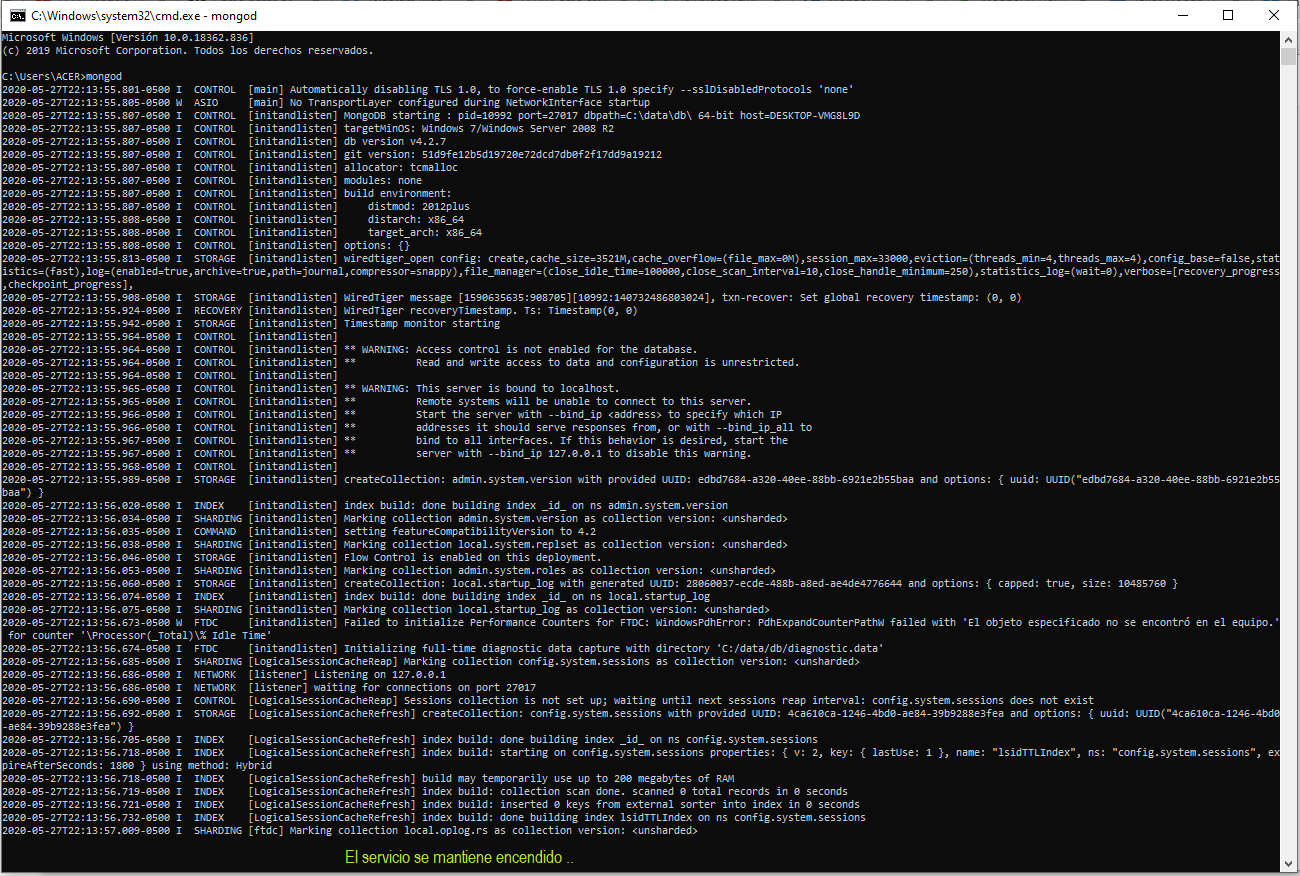 C:\Windows\system32\cmd.exe - mongod
Microsoft Windows [Versión 10.0.18362.836]
(c) 2019 Microsoft Corporation. Todos los derechos reservados.
C:\Users\ACER>mongod
2020-05-27T22:13:55.801-0500 I  CONTROL  [main] Automatically disabling TLS 1.0, to force-enable TLS 1.0 specify --sslDisabledProtocols 'none'
2020-05-27T22:13:55.805-0500 W  ASIO     [main] No TransportLayer configured during NetworkInterface startup
2020-05-27T22:13:55.807-0500 I  CONTROL  [initandlisten] MongoDB starting : pid=10992 port=27017 dbpath=C:\data\db\ 64-bit host=DESKTOP-VMG8L9D
2020-05-27T22:13:55.807-0500 I  CONTROL  [initandlisten] targetMinOS: Windows 7/Windows Server 2008 R2
2020-05-27T22:13:55.807-0500 I  CONTROL  [initandlisten] db version v4.2.7
2020-05-27T22:13:55.807-0500 I  CONTROL  [initandlisten] git version: 51d9fe12b5d19720e72dcd7db0f2f17dd9a19212
2020-05-27T22:13:55.807-0500 I  CONTROL  [initandlisten] allocator: tcmalloc
2020-05-27T22:13:55.807-0500 I  CONTROL  [initandlisten] modules: none
2020-05-27T22:13:55.807-0500 I  CONTROL  [initandlisten] build environment:
2020-05-27T22:13:55.807-0500 I  CONTROL  [initandlisten]     distmod: 2012plus
2020-05-27T22:13:55.808-0500 I  CONTROL  [initandlisten]     distarch: x86_64
2020-05-27T22:13:55.808-0500 I  CONTROL  [initandlisten]     target_arch: x86_64
2020-05-27T22:13:55.808-0500 I  CONTROL  [initandlisten] options: {}
2020-05-27T22:13:55.813-0500 I  STORAGE  [initandlisten] wiredtiger_open config: create,cache_size=3521M,cache_overflow=(file_max=0M),session_max=33000,eviction=(threads_min=4,threads_max=4),config_base=false,stat
istics=(fast),log=(enabled=true,archive=true,path=journal,compressor=snappy),file_manager=(close_idle_time=100000,close_scan_interval=10,close_handle_minimum=250),statistics_log=(wait=0),verbose=[recovery_progress
,checkpoint_progress],
2020-05-27T22:13:55.908-0500 I  STORAGE  [initandlisten] WiredTiger message [1590635635:908705][10992:140732486803024], txn-recover: Set global recovery timestamp: (0, 0)
2020-05-27T22:13:55.924-0500 I  RECOVERY [initandlisten] WiredTiger recoveryTimestamp. Ts: Timestamp(0, 0)
2020-05-27T22:13:55.942-0500 I  STORAGE  [initandlisten] Timestamp monitor starting
2020-05-27T22:13:55.964-0500 I  CONTROL  [initandlisten]
2020-05-27T22:13:55.964-0500 I  CONTROL  [initandlisten] ** WARNING: Access control is not enabled for the database.
2020-05-27T22:13:55.964-0500 I  CONTROL  [initandlisten] **          Read and write access to data and configuration is unrestricted.
2020-05-27T22:13:55.964-0500 I  CONTROL  [initandlisten]
2020-05-27T22:13:55.965-0500 I  CONTROL  [initandlisten] ** WARNING: This server is bound to localhost.
2020-05-27T22:13:55.965-0500 I  CONTROL  [initandlisten] **          Remote systems will be unable to connect to this server.
2020-05-27T22:13:55.966-0500 I  CONTROL  [initandlisten] **          Start the server with --bind_ip <address> to specify which IP
2020-05-27T22:13:55.966-0500 I  CONTROL  [initandlisten] **          addresses it should serve responses from, or with --bind_ip_all to
2020-05-27T22:13:55.967-0500 I  CONTROL  [initandlisten] **          bind to all interfaces. If this behavior is desired, start the
2020-05-27T22:13:55.967-0500 I  CONTROL  [initandlisten] **          server with --bind_ip 127.0.0.1 to disable this warning.
2020-05-27T22:13:55.968-0500 I  CONTROL  [initandlisten]
2020-05-27T22:13:55.989-0500 I  STORAGE  [initandlisten] createCollection: admin.system.version with provided UUID: edbd7684-a320-40ee-88bb-6921e2b55baa and options: { uuid: UUID("edbd7684-a320-40ee-88bb-6921e2b55
baa") }
2020-05-27T22:13:56.020-0500 I  INDEX    [initandlisten] index build: done building index _id_ on ns admin.system.version
2020-05-27T22:13:56.034-0500 I  SHARDING [initandlisten] Marking collection admin.system.version as collection version: <unsharded>
2020-05-27T22:13:56.035-0500 I  COMMAND  [initandlisten] setting featureCompatibilityVersion to 4.2
2020-05-27T22:13:56.038-0500 I  SHARDING [initandlisten] Marking collection local.system.replset as collection version: <unsharded>
2020-05-27T22:13:56.046-0500 I  STORAGE  [initandlisten] Flow Control is enabled on this deployment.
2020-05-27T22:13:56.053-0500 I  SHARDING [initandlisten] Marking collection admin.system.roles as collection version: <unsharded>
2020-05-27T22:13:56.060-0500 I  STORAGE  [initandlisten] createCollection: local.startup_log with generated UUID: 28060037-ecde-488b-a8ed-ae4de4776644 and options: { capped: true, size: 10485760 }
2020-05-27T22:13:56.074-0500 I  INDEX    [initandlisten] index build: done building index _id_ on ns local.startup_log
2020-05-27T22:13:56.075-0500 I  SHARDING [initandlisten] Marking collection local.startup_log as collection version: <unsharded>
2020-05-27T22:13:56.673-0500 W  FTDC     [initandlisten] Failed to initialize Performance Counters for FTDC: WindowsPdhError: PdhExpandCounterPathW failed with 'El objeto especificado no se encontró en el equipo.'
 for counter '\Processor(_Total)\% Idle Time'
2020-05-27T22:13:56.674-0500 I  FTDC     [initandlisten] Initializing full-time diagnostic data capture with directory 'C:/data/db/diagnostic.data'
2020-05-27T22:13:56.685-0500 I  SHARDING [LogicalSessionCacheReap] Marking collection config.system.sessions as collection version: <unsharded>
2020-05-27T22:13:56.686-0500 I  NETWORK  [listener] Listening on 127.0.0.1
2020-05-27T22:13:56.686-0500 I  NETWORK  [listener] waiting for connections on port 27017
2020-05-27T22:13:56.690-0500 I  CONTROL  [LogicalSessionCacheReap] Sessions collection is not set up; waiting until next sessions reap interval: config.system.sessions does not exist
2020-05-27T22:13:56.692-0500 I  STORAGE  [LogicalSessionCacheRefresh] createCollection: config.system.sessions with provided UUID: 4ca610ca-1246-4bd0-ae84-39b9288e3fea and options: { uuid: UUID("4ca610ca-1246-4bd0
-ae84-39b9288e3fea") }
2020-05-27T22:13:56.705-0500 I  INDEX    [LogicalSessionCacheRefresh] index build: done building index _id_ on ns config.system.sessions
2020-05-27T22:13:56.718-0500 I  INDEX    [LogicalSessionCacheRefresh] index build: starting on config.system.sessions properties: { v: 2, key: { lastUse: 1 }, name: "lsidTTLIndex", ns: "config.system.sessions", ex
pireAfterSeconds: 1800 } using method: Hybrid
2020-05-27T22:13:56.718-0500 I  INDEX    [LogicalSessionCacheRefresh] build may temporarily use up to 200 megabytes of RAM
2020-05-27T22:13:56.719-0500 I  INDEX    [LogicalSessionCacheRefresh] index build: collection scan done. scanned 0 total records in 0 seconds
2020-05-27T22:13:56.721-0500 I  INDEX    [LogicalSessionCacheRefresh] index build: inserted 0 keys from external sorter into index in 0 seconds
2020-05-27T22:13:56.732-0500 I  INDEX    [LogicalSessionCacheRefresh] index build: done building index lsidTTLIndex on ns config.system.sessions
2020-05-27T22:13:57.009-0500 I  SHARDING [ftdc] Marking collection local.oplog.rs as collection version: <unsharded>
El servicio se mantiene encendido ..